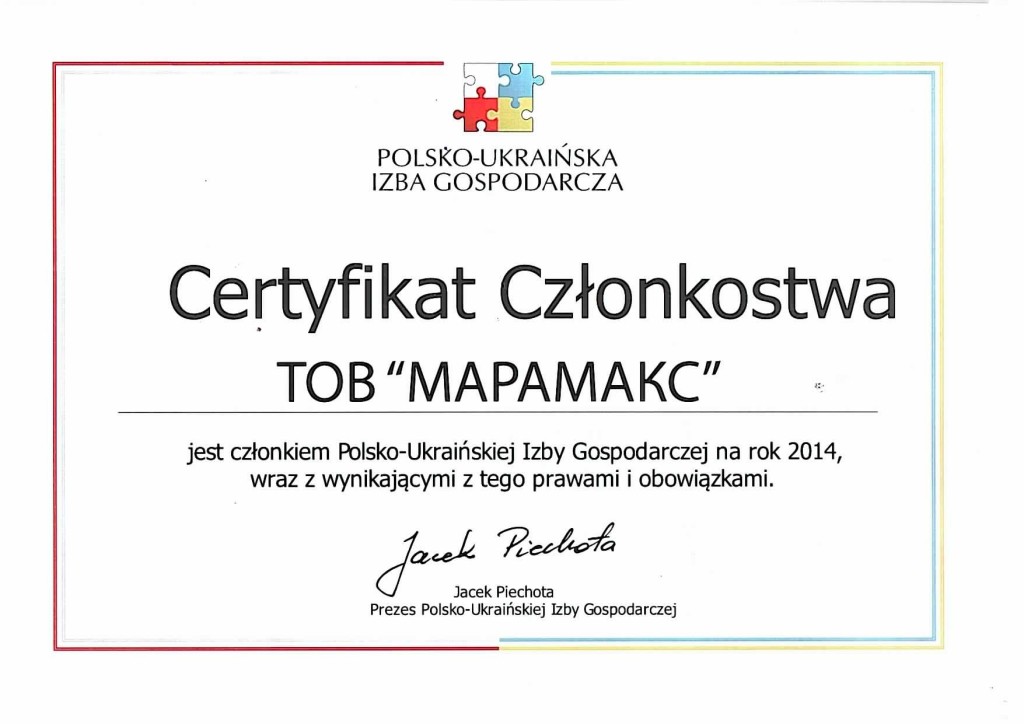 POLSKO-UKRAIŃSKA
IZBA GOSPODARCZA
Certyfikat Członkostwa
ТОВ “МАРАМАКС”
jest członkiem Polsko-Ukraińskiej Izby Gospodarczej na rok 2014,
wraz z wynikającymi z tego prawami i obowiązkami.
Jacek Piechota
Jacek Piechota
Prezes Polsko-Ukraińskiej Izby Gospodarczej